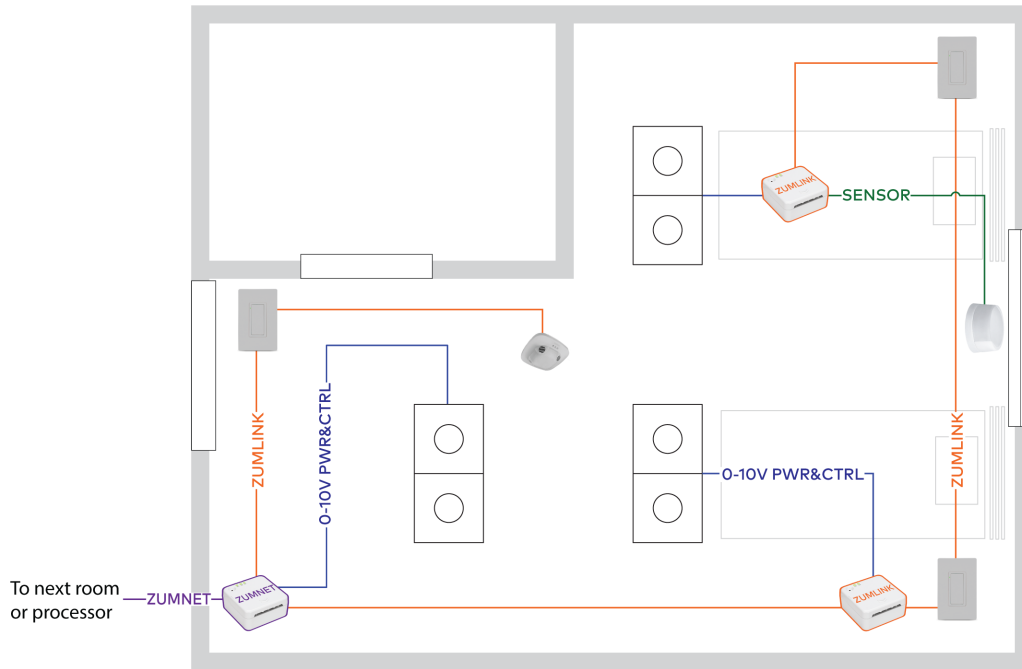 ZUMLINK
SENSOR
ZUMLINK
0-10V PWR&CTRL
ZUMLINK
0-10V PWR&CTRL
To next room
or processor
ZUMNET
ZUMNET
ZUMLINK